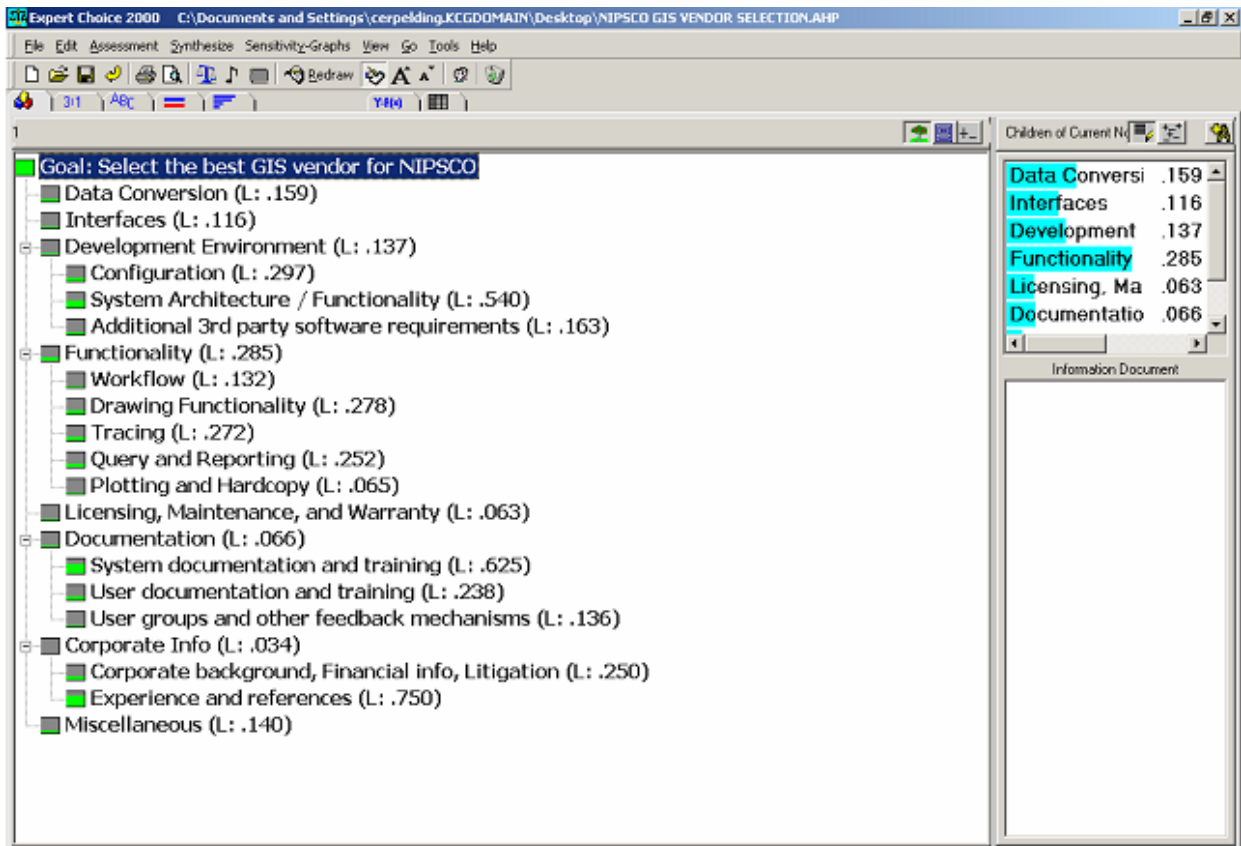 Expert Choice 2000 C:\Documents and Settings\cerpelding.KCGDOMAIN\Desktop\NIPSCO GIS VENDOR SELECTION.AHP
File Edit Assessment Synthesize Sensitivity-Graphs View Go Tools Help
Redraw A A
3:1 ABC Y=f(x)
1
Children of Current No
Goal: Select the best GIS vendor for NIPSCO
Data Conversion (L: .159)
Interfaces (L: .116)
Development Environment (L: .137)
Configuration (L: .297)
System Architecture / Functionality (L: .540)
Additional 3rd party software requirements (L: .163)
Functionality (L: .285)
Workflow (L: .132)
Drawing Functionality (L: .278)
Tracing (L: .272)
Query and Reporting (L: .252)
Plotting and Hardcopy (L: .065)
Licensing, Maintenance, and Warranty (L: .063)
Documentation (L: .066)
System documentation and training (L: .625)
User documentation and training (L: .238)
User groups and other feedback mechanisms (L: .136)
Corporate Info (L: .034)
Corporate background, Financial info, Litigation (L: .250)
Experience and references (L: .750)
Miscellaneous (L: .140)
Data Conversi .159
Interfaces .116
Development .137
Functionality .285
Licensing, Ma .063
Documentatio .066
Information Document